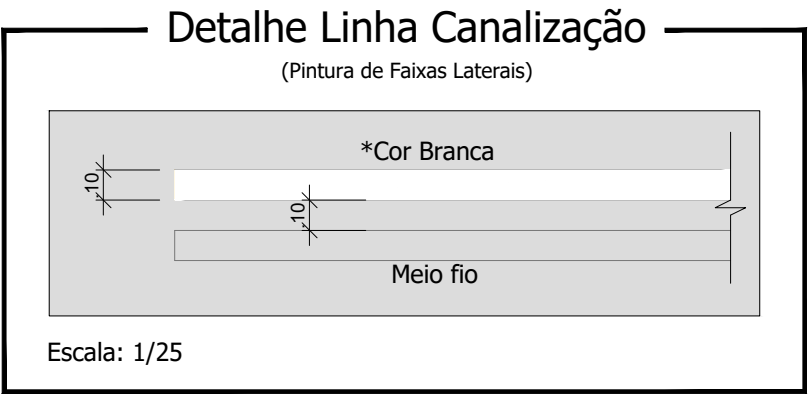 Detalhe Linha Canalização
(Pintura de Faixas Laterais)
*Cor Branca
,10
,10
Meio fio
Escala: 1/25